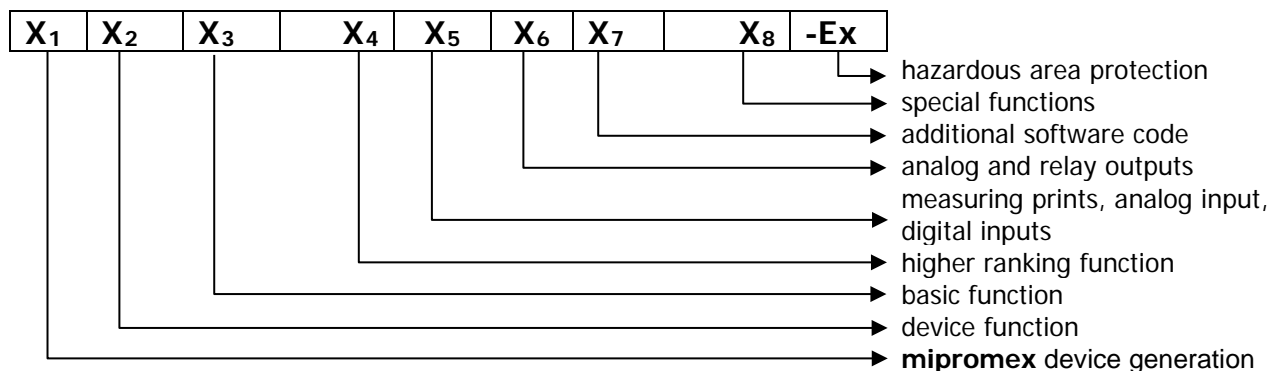 X1 X2 X3 X4 X5 X6 X7 X8 -Ex
hazardous area protection
special functions
additional software code
analog and relay outputs
measuring prints, analog input,
digital inputs
higher ranking function
basic function
device function
mipromex device generation